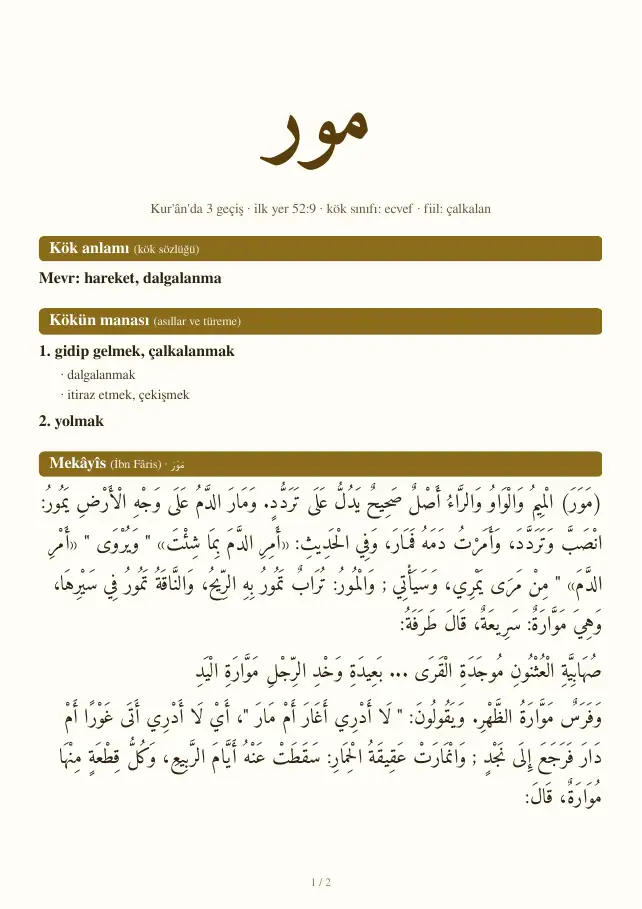 مور
Kur'ân'da 3 geçiş · ilk yer 52:9 · kök sınıfı: ecvef · fiil: çalkalan
Kök anlamı (kök sözlüğü)
Mevr: hareket, dalgalanma
Kökün manası (asıllar ve türeme)
1. gidip gelmek, çalkalanmak
· dalgalanmak
· itiraz etmek, çekişmek
2. yolmak
Mekâyîs (İbn Fâris) · مَوَرَ
(مَوَرَ) الْمِيمُ وَالْوَاوُ وَالرَّاءُ أَصْلٌ صَحِيحٌ يَدُلُّ عَلَى تَرَدُّدٍ. وَمَارَ الدَّمُ عَلَى وَجْهِ الْأَرْضِ يَمُورُ:
انْصَبَّ وَتَرَدَّدَ، وَأَمَرْتُ دَمَهُ فَمَارَ، وَفِي الْحَدِيثِ: «أَمِرِ الدَّمَ بِمَا شِئْتَ» " وَيُرْوَى " «أَمْرِ
الدَّمَ» " مِنْ مَرَى يَمْرِي، وَسَيَأْتِي ; وَالْمُورُ: تُرَابٌ تَمُورُ بِهِ الرِّيحُ، وَالنَّاقَةُ تَمُورُ فِي سَيْرِهَا،
وَهِيَ مَوَّارَةٌ: سَرِيعَةٌ، قَالَ طَرَفَةُ:
صُهَابِيَّةِ الْعُثْنُونِ مُوجَدَةِ الْقَرَى ... بَعِيدَةِ وَخْدِ الرِّجْلِ مَوَّارَةِ الْيَدِ
وَفَرَسٌ مَوَّارَةُ الظَّهْرِ. وَيَقُولُونَ: " لَا أَدْرِي أَغَارَ أَمْ مَارَ "، أَيْ لَا أَدْرِي أَتَى غَوْرًا أَمْ
دَارَ فَرَجَعَ إِلَى نَجْدٍ ; وَانْمَارَتْ عَقِيقَةُ الْحِمَارِ: سَقَطَتْ عَنْهُ أَيَّامَ الرَّبِيعِ، وَكُلُّ قِطْعَةٍ مِنْهَا
مُوَارَةٌ، قَالَ:
1 / 2